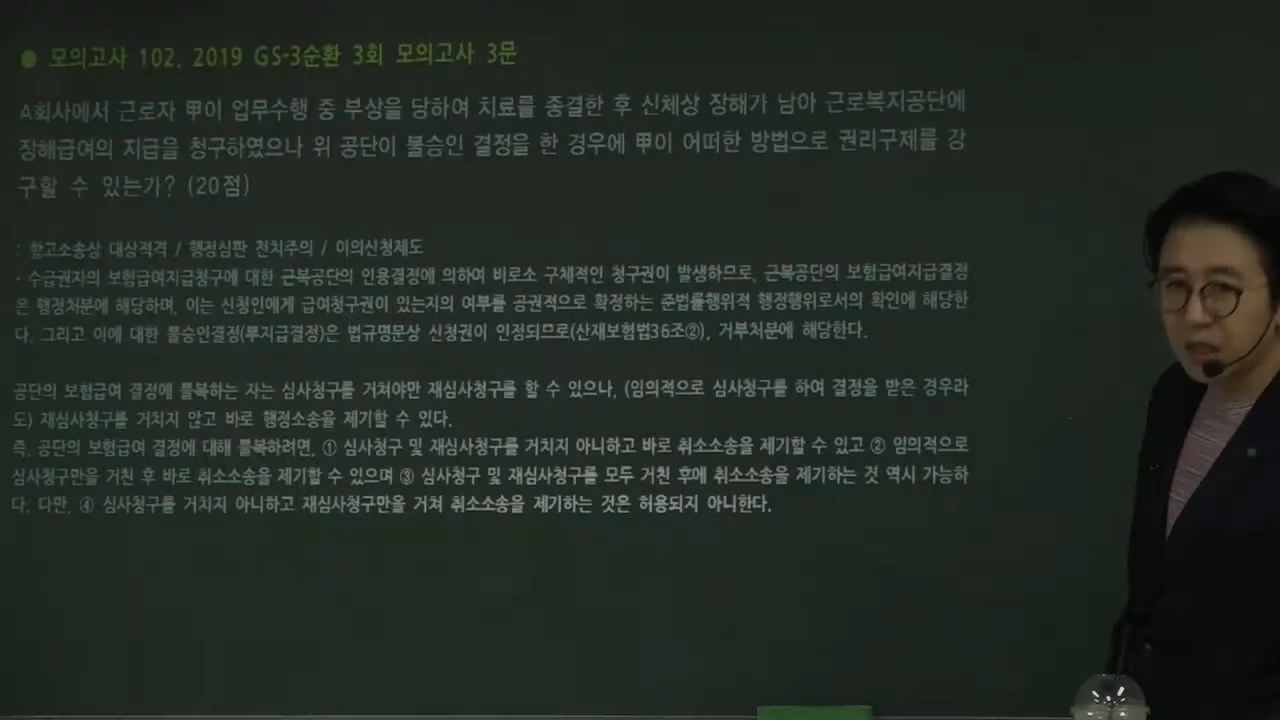 ● 모의고사 102. 2019 GS-3순환 3회 모의고사 3문
A회사에서 근로자 甲이 업무수행 중 부상을 당하여 치료를 종결한 후 신체상 장해가 남아 근로복지공단에
장해급여의 지급을 청구하였으나 위 공단이 불승인 결정을 한 경우에 甲이 어떠한 방법으로 권리구제를 강
구할 수 있는가? (20점)
: 항고소송상 대상적격 / 행정심판 전치주의 / 이의신청제도
· 수급권자의 보험급여지급청구에 대한 근복공단의 인용결정에 의하여 비로소 구체적인 청구권이 발생하므로, 근복공단의 보험급여지급결정
은 행정처분에 해당하며, 이는 신청인에게 급여청구권이 있는지의 여부를 공권적으로 확정하는 준법률행위적 행정행위로서의 확인에 해당한
다. 그리고 이에 대한 불승인결정(부지급결정)은 법규명문상 신청권이 인정되므로(산재보험법36조②), 거부처분에 해당한다.
공단의 보험급여 결정에 불복하는 자는 심사청구를 거쳐야만 재심사청구를 할 수 있으나, (임의적으로 심사청구를 하여 결정을 받은 경우라
도) 재심사청구를 거치지 않고 바로 행정소송을 제기할 수 있다.
즉, 공단의 보험급여 결정에 대해 불복하려면, ① 심사청구 및 재심사청구를 거치지 아니하고 바로 취소소송을 제기할 수 있고 ② 임의적으로
심사청구만을 거친 후 바로 취소소송을 제기할 수 있으며 ③ 심사청구 및 재심사청구를 모두 거친 후에 취소소송을 제기하는 것 역시 가능하
다. 다만, ④ 심사청구를 거치지 아니하고 재심사청구만을 거쳐 취소소송을 제기하는 것은 허용되지 아니한다.